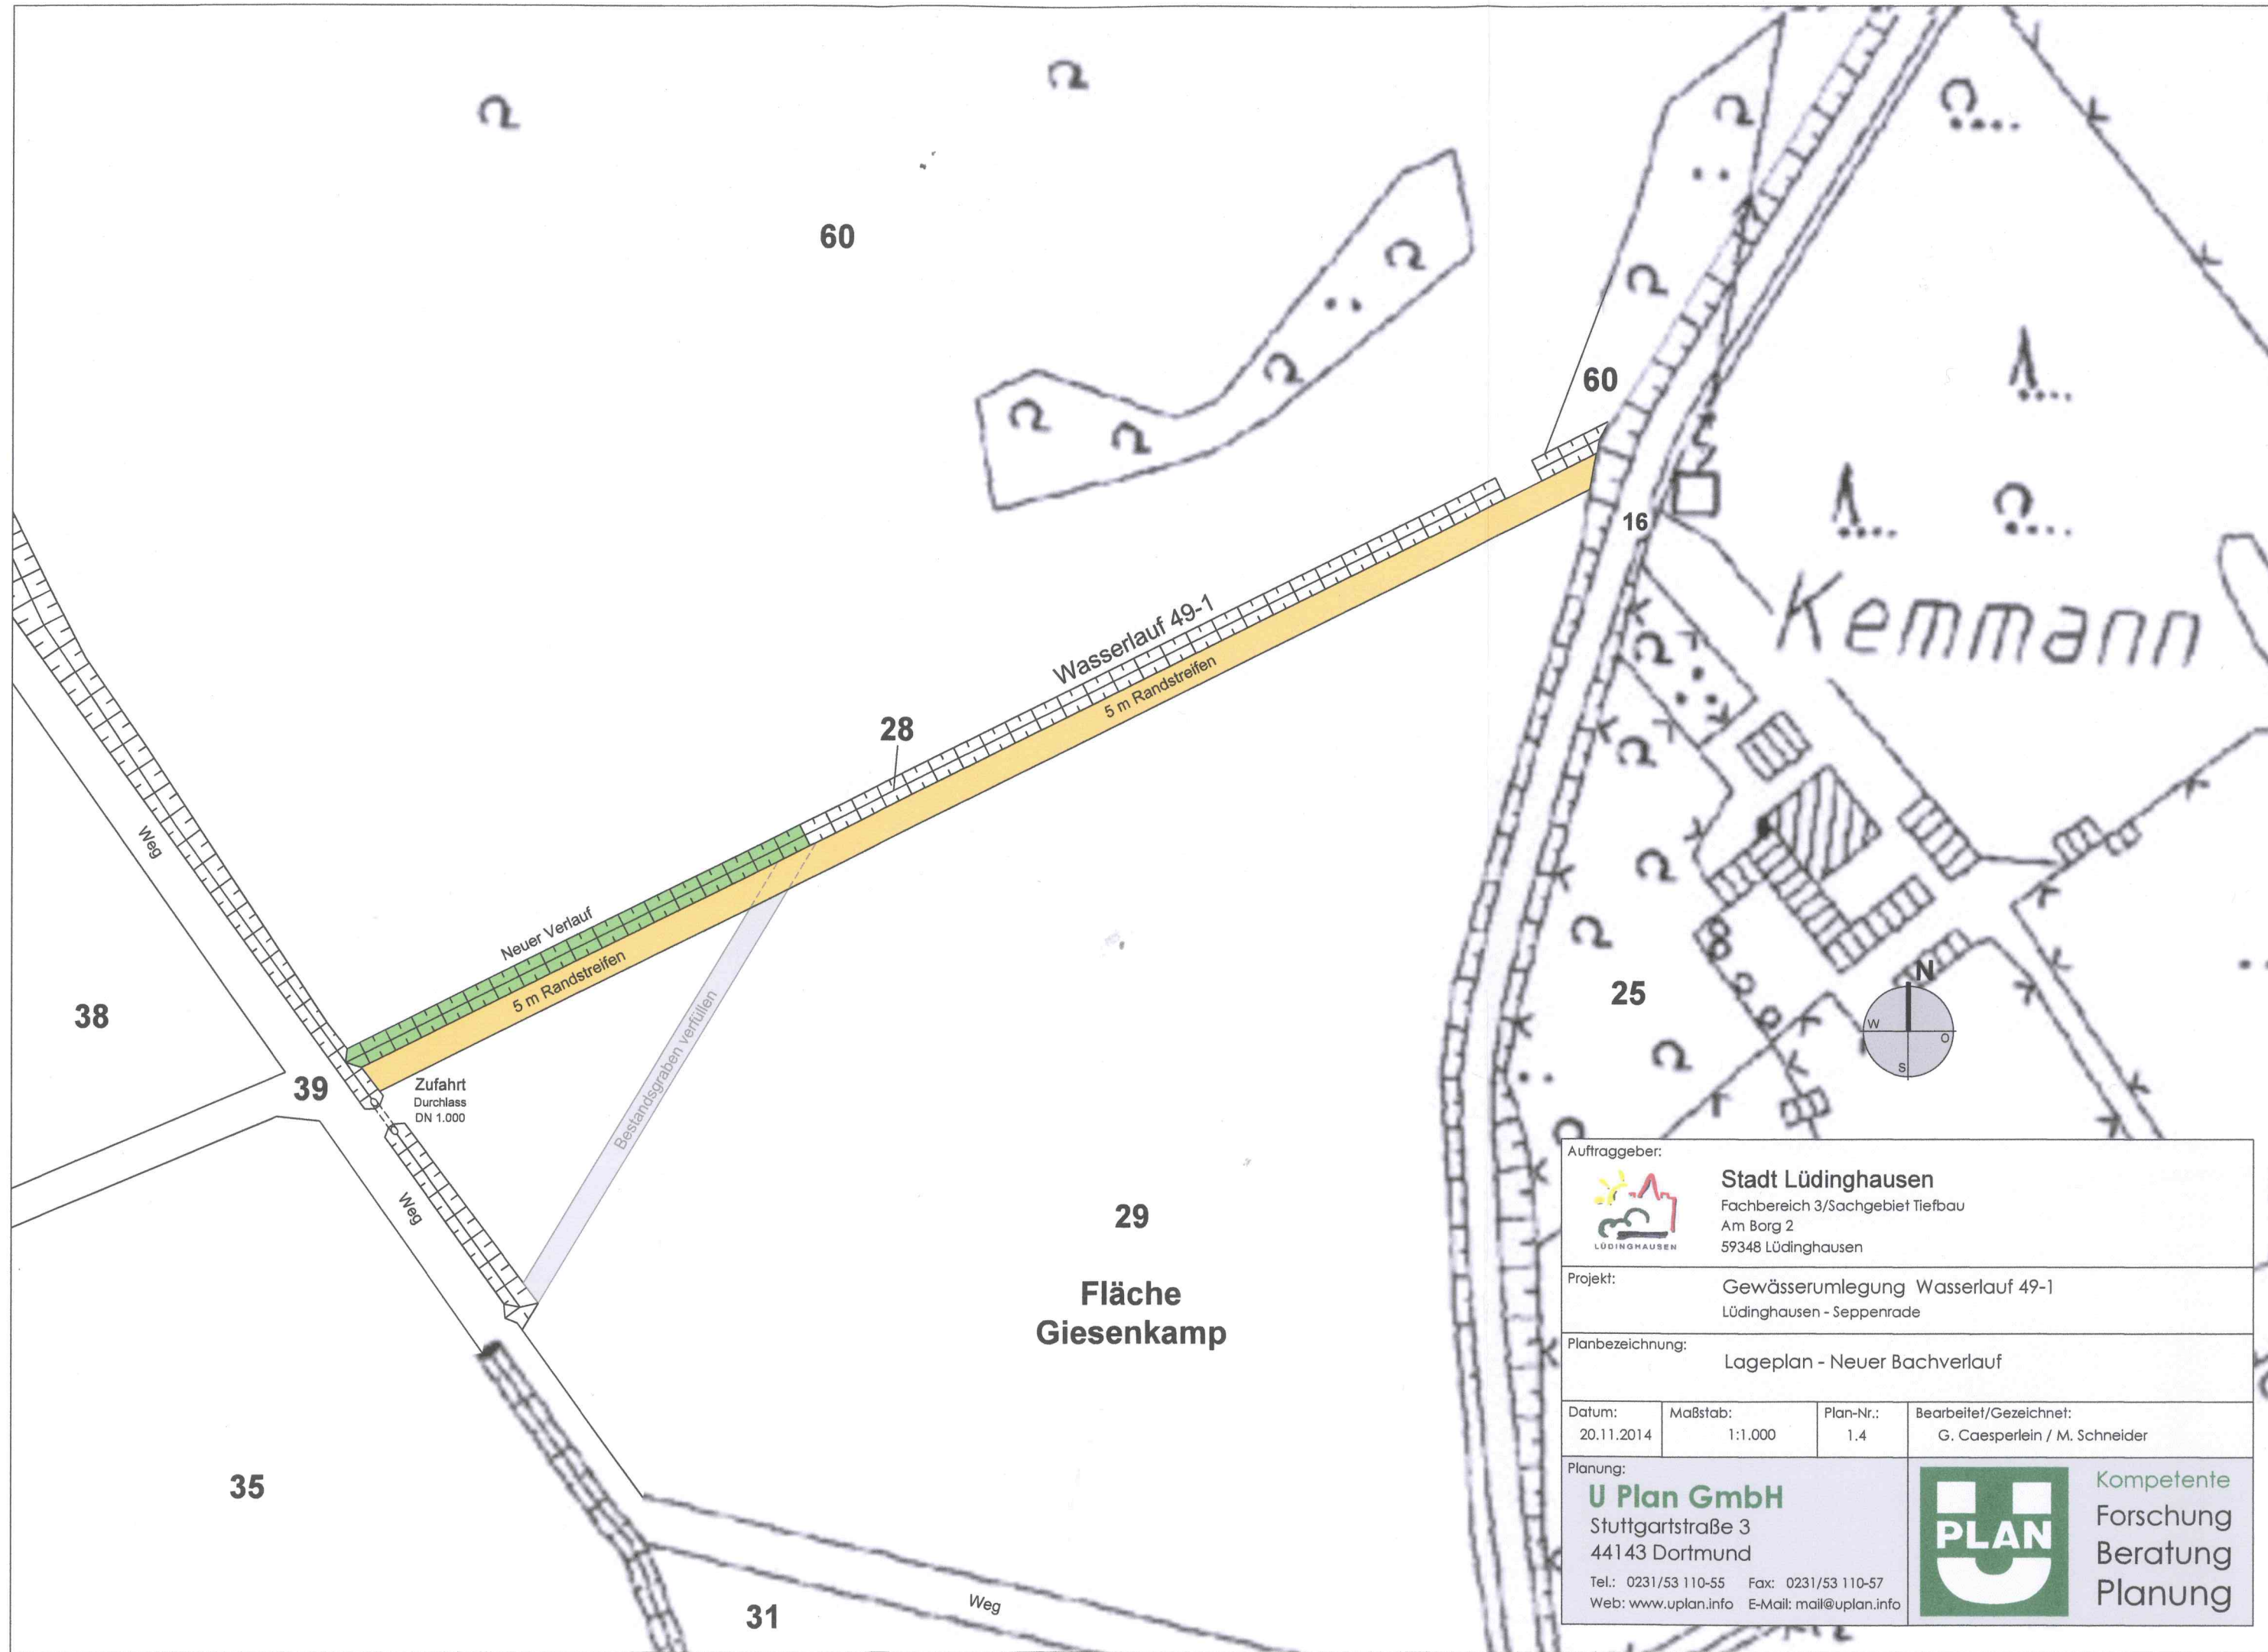 60
60
16
Kemmann
Wasserlauf 49-1
5 m Randstreifen
28
Weg
Neuer Verlauf
5 m Randstreifen
Bestandsgraben verfüllen
38
39
Zufahrt
Durchlass
DN 1.000
Weg
25
N
W
O
S
29
Fläche
Giesenkamp
35
31
Weg
Auftraggeber:
LÜDINGHAUSEN
Stadt Lüdinghausen
Fachbereich 3/Sachgebiet Tiefbau
Am Borg 2
59348 Lüdinghausen
Projekt:
Gewässerumlegung Wasserlauf 49-1
Lüdinghausen - Seppenrade
Planbezeichnung:
Lageplan - Neuer Bachverlauf
Datum:
20.11.2014
Maßstab:
1:1.000
Plan-Nr.:
1.4
Bearbeitet/Gezeichnet:
G. Caesperlein / M. Schneider
Planung:
U Plan GmbH
Stuttgartstraße 3
44143 Dortmund
Tel.: 0231/53 110-55 Fax: 0231/53 110-57
Web: www.uplan.info E-Mail: mail@uplan.info
PLAN
Kompetente
Forschung
Beratung
Planung